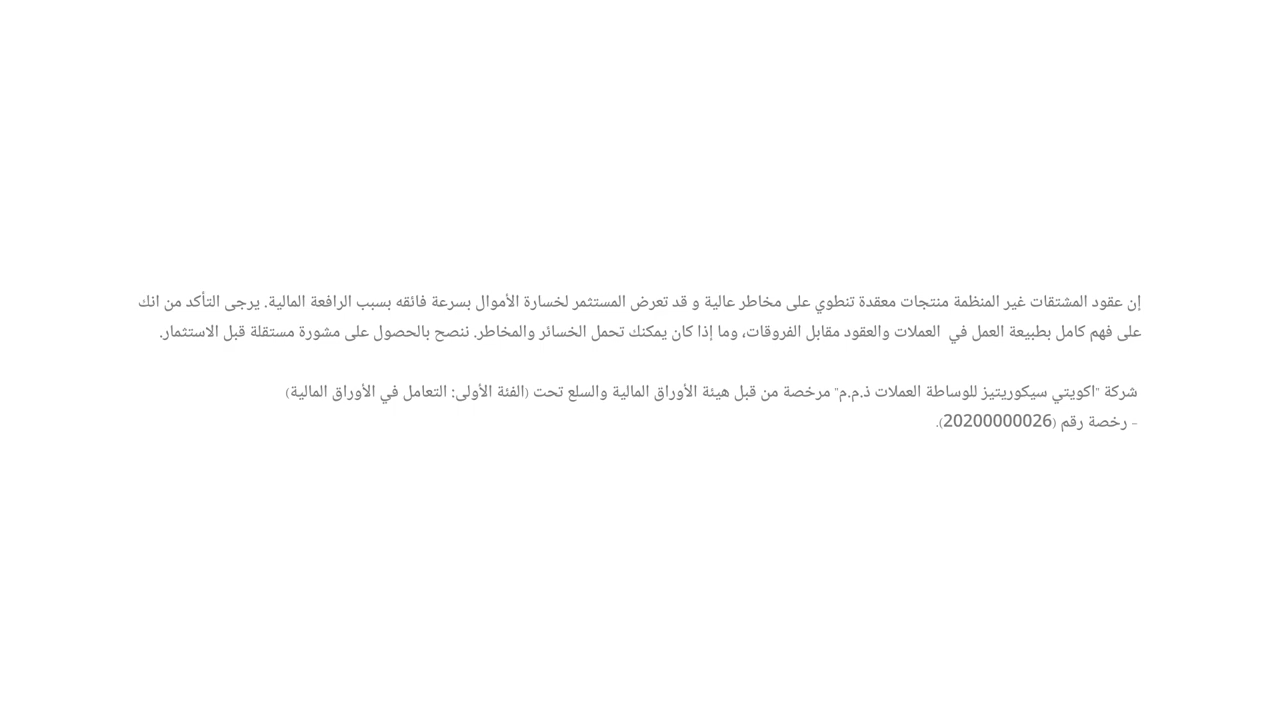 إن عقود المشتقات غير المنظمة منتجات معقدة تنطوي على مخاطر عالية و قد تعرض المستثمر لخسارة الأموال بسرعة فائقه بسبب الرافعة المالية. يرجى التأكد من انك
على فهم كامل بطبيعة العمل في العملات والعقود مقابل الفروقات، وما إذا كان يمكنك تحمل الخسائر والمخاطر. ننصح بالحصول على مشورة مستقلة قبل الاستثمار.
شركة "اكويتي سيكوريتيز للوساطة العملات ذ.م.م" مرخصة من قبل هيئة الأوراق المالية والسلع تحت (الفئة الأولى: التعامل في الأوراق المالية)
– رخصة رقم (20200000026).